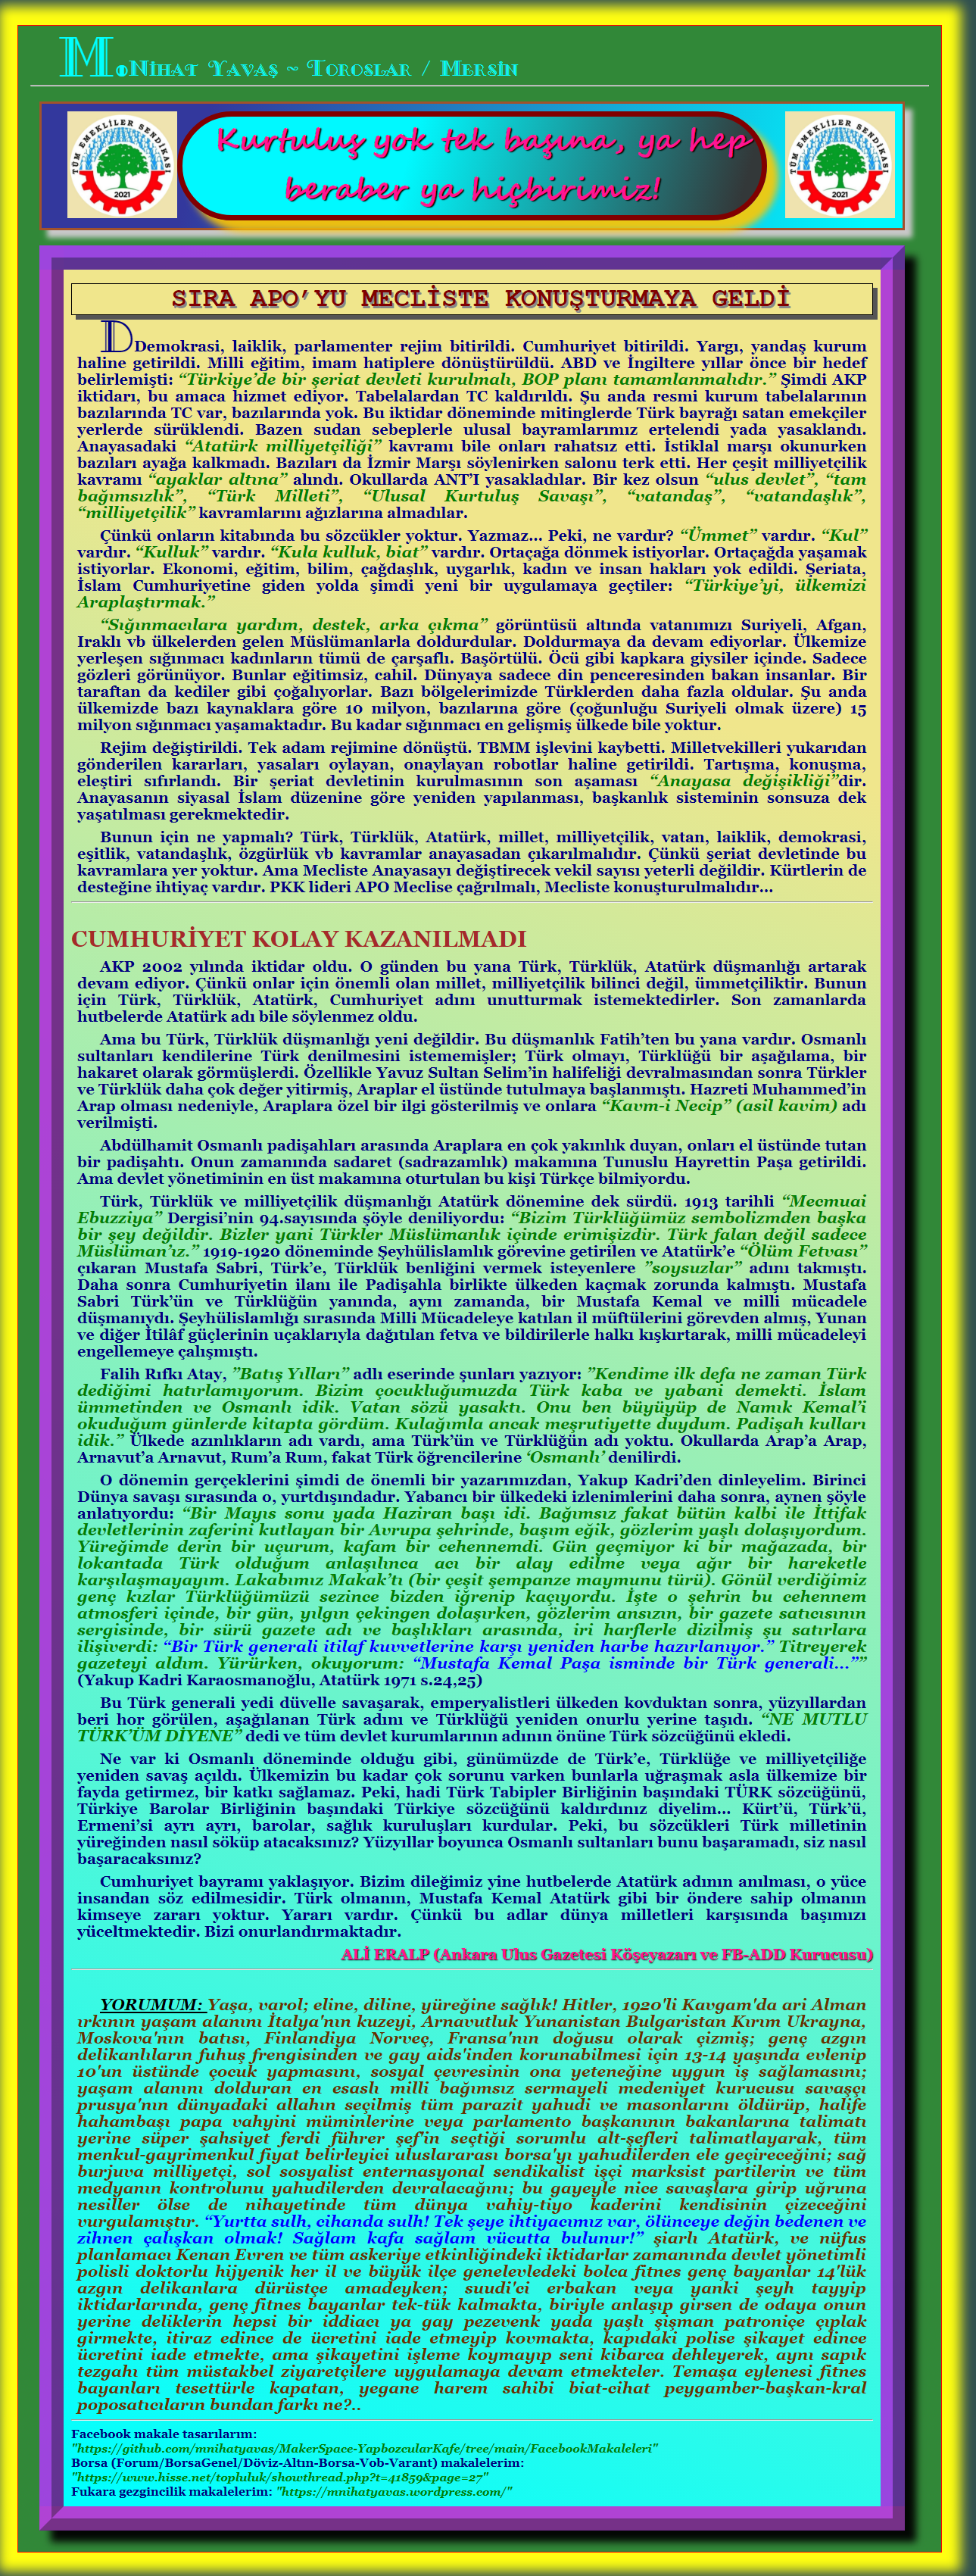 M.Nihat Yavaş ~ Toroslar / Mersin
TÜM EMEKLİLER SENDİKASI
2021
Kurtuluş yok tek başına, ya hep
beraber ya hiçbirimiz!
TÜM EMEKLİLER SENDİKASI
2021
SIRA APO’YU MECLİSTE KONUŞTURMAYA GELDİ
DDemokrasi, laiklik, parlamenter rejim bitirildi. Cumhuriyet bitirildi. Yargı, yandaş kurum
haline getirildi. Milli eğitim, imam hatiplere dönüştürüldü. ABD ve İngiltere yıllar önce bir hedef
belirlemişti: “Türkiye’de bir şeriat devleti kurulmalı, BOP planı tamamlanmalıdır.” Şimdi AKP
iktidarı, bu amaca hizmet ediyor. Tabelalardan TC kaldırıldı. Şu anda resmi kurum tabelalarının
bazılarında TC var, bazılarında yok. Bu iktidar döneminde mitinglerde Türk bayrağı satan emekçiler
yerlerde süründü. Bazen sudan sebeplerle ulusal bayramlarımız ertelendi yada yasaklandı.
Anayasadaki “Atatürk milliyetçiliği” kavramı bile onları rahatsız etti. İstiklal marşı okunurken
bazıları ayağa kalkmadı. Bazıları da İzmir Marşı söylenirken salonu terk etti. Her çeşit milliyetçilik
kavramı “ayaklar altına” alındı. Okullarda ANT’I yasakladılar. Bir kez olsun “ulus devlet”, “tam
bağımsızlık”, “Türk Milleti”, “Ulusal Kurtuluş Savaşı”, “vatandaş”, “vatandaşlık”,
“milliyetçilik” kavramlarını ağızlarına almadılar.
Çünkü onların kitabında bu sözcükler yoktur. Yazmaz... Peki, ne vardır? “Ümmet” vardır. “Kul”
vardır. “Kulluk” vardır. “Kula kulluk, biat” vardır. Ortaçağa dönmek istiyorlar. Ortaçağda yaşamak
istiyorlar. Ekonomi, eğitim, bilim, çağdaşlık, uygarlık, kadın ve insan hakları yok edildi. Şeriata,
İslam Cumhuriyetine giden yolda şimdi yeni bir uygulamaya geçtiler: “Türkiye’yi, ülkemizi
Araplaştırmak.”
“Sığınmacılara yardım, destek, arka çıkma” görüntüsü altında vatanımızı Suriyeli, Afgan,
Iraklı vb ülkelerden gelen Müslümanlarla doldurdular. Doldurmaya da devam ediyorlar. Ülkemize
yerleşen sığınmacı kadınların tümü de çarşaflı. Başörtülü. Öcü gibi kapkara giysiler içinde. Sadece
gözleri görünüyor. Bunlar eğitimsiz, cahil. Dünyaya sadece din penceresinden bakan insanlar. Bir
taraftan da kediler gibi çoğalıyorlar. Bazı bölgelerimizde Türklerden daha fazla oldular. Şu anda
ülkemizde bazı kaynaklara göre 10 milyon, bazılarına göre (çoğunluğu Suriyeli olmak üzere) 15
milyon sığınmacı yaşamaktadır. Bu kadar sığınmacı en gelişmiş ülkede bile yoktur.
Rejim değiştirildi. Tek adam rejimine dönüştü. TBMM işlevini kaybetti. Milletvekilleri yukarıdan
gönderilen kararları, yasaları oylayan, onaylayan robotlar haline getirildi. Tartışma, konuşma,
eleştiri sıfırlandı. Bir şeriat devletinin kurulmasının son aşaması “Anayasa değişikliği”dir.
Anayasanın siyasal İslam düzenine göre yeniden yapılanması, başkanlık sisteminin sonsuza dek
yaşatılması gerekmektedir.
Bunun için ne yapmalı? Türk, Türklük, Atatürk, millet, milliyetçilik, vatan, laiklik, demokrasi,
eşitlik, vatandaşlık, özgürlük vb kavramlar anayasadan çıkarılmalıdır. Çünkü şeriat devletinde bu
kavramlara yer yoktur. Ama Mecliste Anayasayı değiştirecek vekil sayısı yeterli değildir. Kürtlerin de
desteğine ihtiyaç vardır. PKK lideri APO Meclise çağrılmalı, Mecliste konuşturulmalıdır...
CUMHURİYET KOLAY KAZANILMADI
AKP 2002 yılında iktidar oldu. O günden bu yana Türk, Türklük, Atatürk düşmanlığı artarak
devam ediyor. Çünkü onlar için önemli olan millet, milliyetçilik bilinci değil, ümmetçiliktir. Bunun
için Türk, Türklük, Atatürk, Cumhuriyet adını unutturmak istemektedirler. Son zamanlarda
hutbelerde Atatürk adı bile söylenmez oldu.
Ama bu Türk, Türklük düşmanlığı yeni değildir. Bu düşmanlık Fatih’ten bu yana vardır. Osmanlı
sultanları kendilerine Türk denilmesini istememişler; Türk olmayı, Türklüğü bir aşağılama, bir
hakaret olarak görmüşlerdi. Özellikle Yavuz Sultan Selim’in halifeliği devralmasından sonra Türkler
ve Türklük daha çok değer yitirmiş, Araplar el üstünde tutulmaya başlanmıştı. Hazreti Muhammed’in
Arap olması nedeniyle, Araplara özel bir ilgi gösterilmiş ve onlara “Kavm-i Necip” (asil kavim) adı
verilmişti.
Abdülhamit Osmanlı padişahları arasında Araplara en çok yakınlık duyan, onları el üstünde tutan
bir padişahtı. Onun zamanında sadaret (sadrazamlık) makamına Tunuslu Hayrettin Paşa getirildi.
Ama devlet yönetiminin en üst makamına oturtulan bu kişi Türkçe bilmiyordu.
Türk, Türklük ve milliyetçilik düşmanlığı Atatürk dönemine dek sürdü. 1913 tarihli “Mecmuai
Ebuzziya” Dergisi’nin 94.sayısında şöyle deniliyordu: “Bizim Türklüğümüz sembolizmden başka
bir şey değildir. Bizler yani Türkler Müslümanlık içinde erimişizdir. Türk falan değil sadece
Müslüman’ız.” 1919-1920 döneminde Şeyhülislamlık görevine getirilen ve Atatürk’e “Ölüm Fetvası”
çıkaran Mustafa Sabri, Türk’e, Türklük benliğini vermek isteyenlere ”soysuzlar” adını takmıştı.
Daha sonra Cumhuriyetin ilanı ile Padişahla birlikte ülkeden kaçmak zorunda kalmıştı. Mustafa
Sabri Türk’ün ve Türklüğün yanında, aynı zamanda, bir Mustafa Kemal ve milli mücadele
düşmanıydı. Şeyhülislamlığı sırasında Milli Mücadeleye katılan il müftülerini görevden almış, Yunan
ve diğer İtilâf güçlerinin uçaklarıyla dağıtılan fetva ve bildirilerle halkı kışkırtarak, milli mücadeleyi
engellemeye çalışmıştı.
Falih Rıfkı Atay, ”Batış Yılları” adlı eserinde şunları yazıyor: ”Kendime ilk defa ne zaman Türk
dediğimi hatırlamıyorum. Bizim çocukluğumuzda Türk kaba ve yabani demekti. İslam
ümmetinden ve Osmanlı idik. Vatan sözü yasaktı. Onu ben büyüyüp de Namık Kemal’i
okuduğum günlerde kitapta gördüm. Kulağımla ancak meşrutiyette duydum. Padişah kulları
idik.” Ülkede azınlıkların adı vardı, ama Türk’ün ve Türklüğün adı yoktu. Okullarda Arap’a Arap,
Arnavut’a Arnavut, Rum’a Rum, fakat Türk öğrencilerine ‘Osmanlı’ denilirdi.
O dönemin gerçeklerini şimdi de önemli bir yazarımızdan, Yakup Kadri’den dinleyelim. Birinci
Dünya savaşı sırasında o, yurtdışındadır. Yabancı bir ülkedeki izlenimlerini daha sonra, aynen şöyle
anlatıyordu: “Bir Mayıs sonu yada Haziran başı idi. Bağımsız fakat bütün kalbi ile İttifak
devletlerinin zaferini kutlayan bir Avrupa şehrinde, başım eğik, gözlerim yaşlı dolaşıyordum.
Yüreğimde derin bir uçurum, kafam bir cehennemdi. Gün geçmiyor ki bir mağazada, bir
lokantada Türk olduğum anlaşılınca acı bir alay edilme veya ağır bir hareketle
karşılaşmayayım. Lakabımız Makak’tı (bir çeşit şempanze maymunu türü). Gönül verdiğimiz
genç kızlar Türklüğümüzü sezince bizden iğrenip kaçıyordu. İşte o şehrin bu cehennem
atmosferi içinde, bir gün, yılgın çekingen dolaşırken, gözlerim ansızın, bir gazete satıcısının
sergisinde, bir sürü gazete adı ve başlıkları arasında, iri harflerle dizilmiş şu satırlara
ilişiverdi: “Bir Türk generali itilaf kuvvetlerine karşı yeniden harbe hazırlanıyor.” Titreyerek
gazeteyi aldım. Yürürken, okuyorum: “Mustafa Kemal Paşa isminde bir Türk generali...””
(Yakup Kadri Karaosmanoğlu, Atatürk 1971 s.24,25)
Bu Türk generali yedi düvelle savaşarak, emperyalistleri ülkeden kovduktan sonra, yüzyıllardan
beri hor görülen, aşağılanan Türk adını ve Türklüğü yeniden onurlu yerine taşıdı. “NE MUTLU
TÜRK’ÜM DİYENE” dedi ve tüm devlet kurumlarının adının önüne Türk sözcüğünü ekledi.
Ne var ki Osmanlı döneminde olduğu gibi, günümüzde de Türk’e, Türklüğe ve milliyetçiliğe
yeniden savaş açıldı. Ülkemizin bu kadar çok sorunu varken bunlarla uğraşmak asla ülkemize bir
fayda getirmez, bir katkı sağlamaz. Peki, hadi Türk Tabipler Birliğinin başındaki TÜRK sözcüğünü,
Türkiye Barolar Birliğinin başındaki Türkiye sözcüğünü kaldırdınız diyelim... Kürt’ü, Türk’ü,
Ermeni’si ayrı ayrı, barolar, sağlık kuruluşları kurdular. Peki, bu sözcükleri Türk milletinin
yüreğinden nasıl söküp atacaksınız? Yüzyıllar boyunca Osmanlı sultanları bunu başaramadı, siz nasıl
başaracaksınız?
Cumhuriyet bayramı yaklaşıyor. Bizim dileğimiz yine hutbelerde Atatürk adının anılması, o yüce
insandan söz edilmesidir. Türk olmanın, Mustafa Kemal Atatürk gibi bir öndere sahip olmanın
kimseye zararı yoktur. Yararı vardır. Çünkü bu adlar dünya milletleri karşısında başımızı
yüceltmektedir. Bizi onurlandırmaktadır.
ALİ ERALP (Ankara Ulus Gazetesi Köşeyazarı ve FB-ADD Kurucusu)
YORUMUM: Yaşa, varol; eline, diline, yüreğine sağlık! Hitler, 1920'li Kavgam'da ari Alman
ırkının yaşam alanını İtalya'nın kuzeyi, Arnavutluk Yunanistan Bulgaristan Kırım Ukrayna,
Moskova'nın batısı, Finlandiya Norveç, Fransa'nın doğusu olarak çizmiş; genç azgın
delikanlıların fuhuş frengisinden ve gay aids'inden korunabilmesi için 13-14 yaşında evlenip
10'un üstünde çocuk yapmasını, sosyal çevresinin ona yeteneğine uygun iş sağlamasını;
yaşam alanını dolduran en esaslı milli bağımsız sermayeli medeniyet kurucusu savaşçı
prusya'nın dünyadaki allahın seçilmiş tüm parazit yahudi ve masonlarını öldürüp, halife
hahambaşı papa vahyini müminlerine veya parlamento başkanının bakanlarına talimatı
yerine süper şahsiyet ferdi führer şef'in seçtiği sorumlu alt-şefleri talimatlayarak, tüm
menkul-gayrimenkul fiyat belirleyici uluslararası borsa'yı yahudilerden ele geçireceğini; sağ
burjuva milliyetçi, sol sosyalist enternasyonal sendikalist işçi marksist partilerin ve tüm
medyanın kontrolunu yahudilerden devralacağını; bu gayeyle nice savaşlara girip uğruna
nesiller ölse de nihayetinde tüm dünya vahiy-tiyo kaderini kendisinin çizeceğini
vurgulamıştır. “Yurtta sulh, cihanda sulh! Tek şeye ihtiyacımız var, ölünceye değin bedenen ve
zihnen çalışkan olmak! Sağlam kafa sağlam vücutta bulunur!” şiarlı Atatürk, ve nüfus
planlamacı Kenan Evren ve tüm askeriye etkinliğindeki iktidarlar zamanında devlet yönetimli
polisli doktorlu hijyenik her il ve büyük ilçe genelevledeki bolca fitnes genç bayanlar 14'lük
azgın delikanlara dürüstçe amadeyken; suudi'ci erbakan veya yanki şeyh tayyip
iktidarlarında, genç fitnes bayanlar tek-tük kalmakta, biriyle anlaşıp girsen de odaya onun
yerine deliklerin hepsi bir iddiacı ya gay pezevenk yada yaşlı şişman patroniçe çıplak
girmekte, itiraz edince de ücretini iade etmeyip kovmakta, kapıdaki polise şikayet edince
ücretini iade etmekte, ama şikayetini işleme koymayıp seni kibarca dehleyerek, aynı sapık
tezgahı tüm müstakbel ziyaretçilere uygulamaya devam etmekteler. Temaşa eylenesi fitnes
bayanları tesettürle kapatan, yegane harem sahibi biat-cihat peygamber-başkan-kral
poposatıcıların bundan farkı ne?..
Facebook makale tasarılarım:
"https://github.com/mnihatyavas/MakerSpace-YapbozcularKafe/tree/main/FacebookMakaleleri"
Borsa (Forum/BorsaGenel/Döviz-Altın-Borsa-Vob-Varant) makalelerim:
"https://www.hisse.net/topluluk/showthread.php?t=41859&page=27"
Fukara gezgincilik makalelerim: "https://mnihatyavas.wordpress.com/"